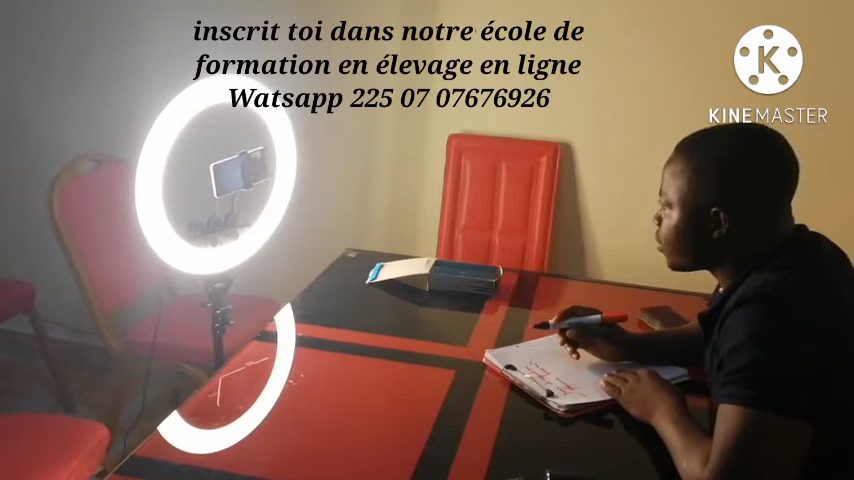 inscrit toi dans notre école de
formation en élevage en ligne
Watsapp 225 07 07676926
KINEMASTER